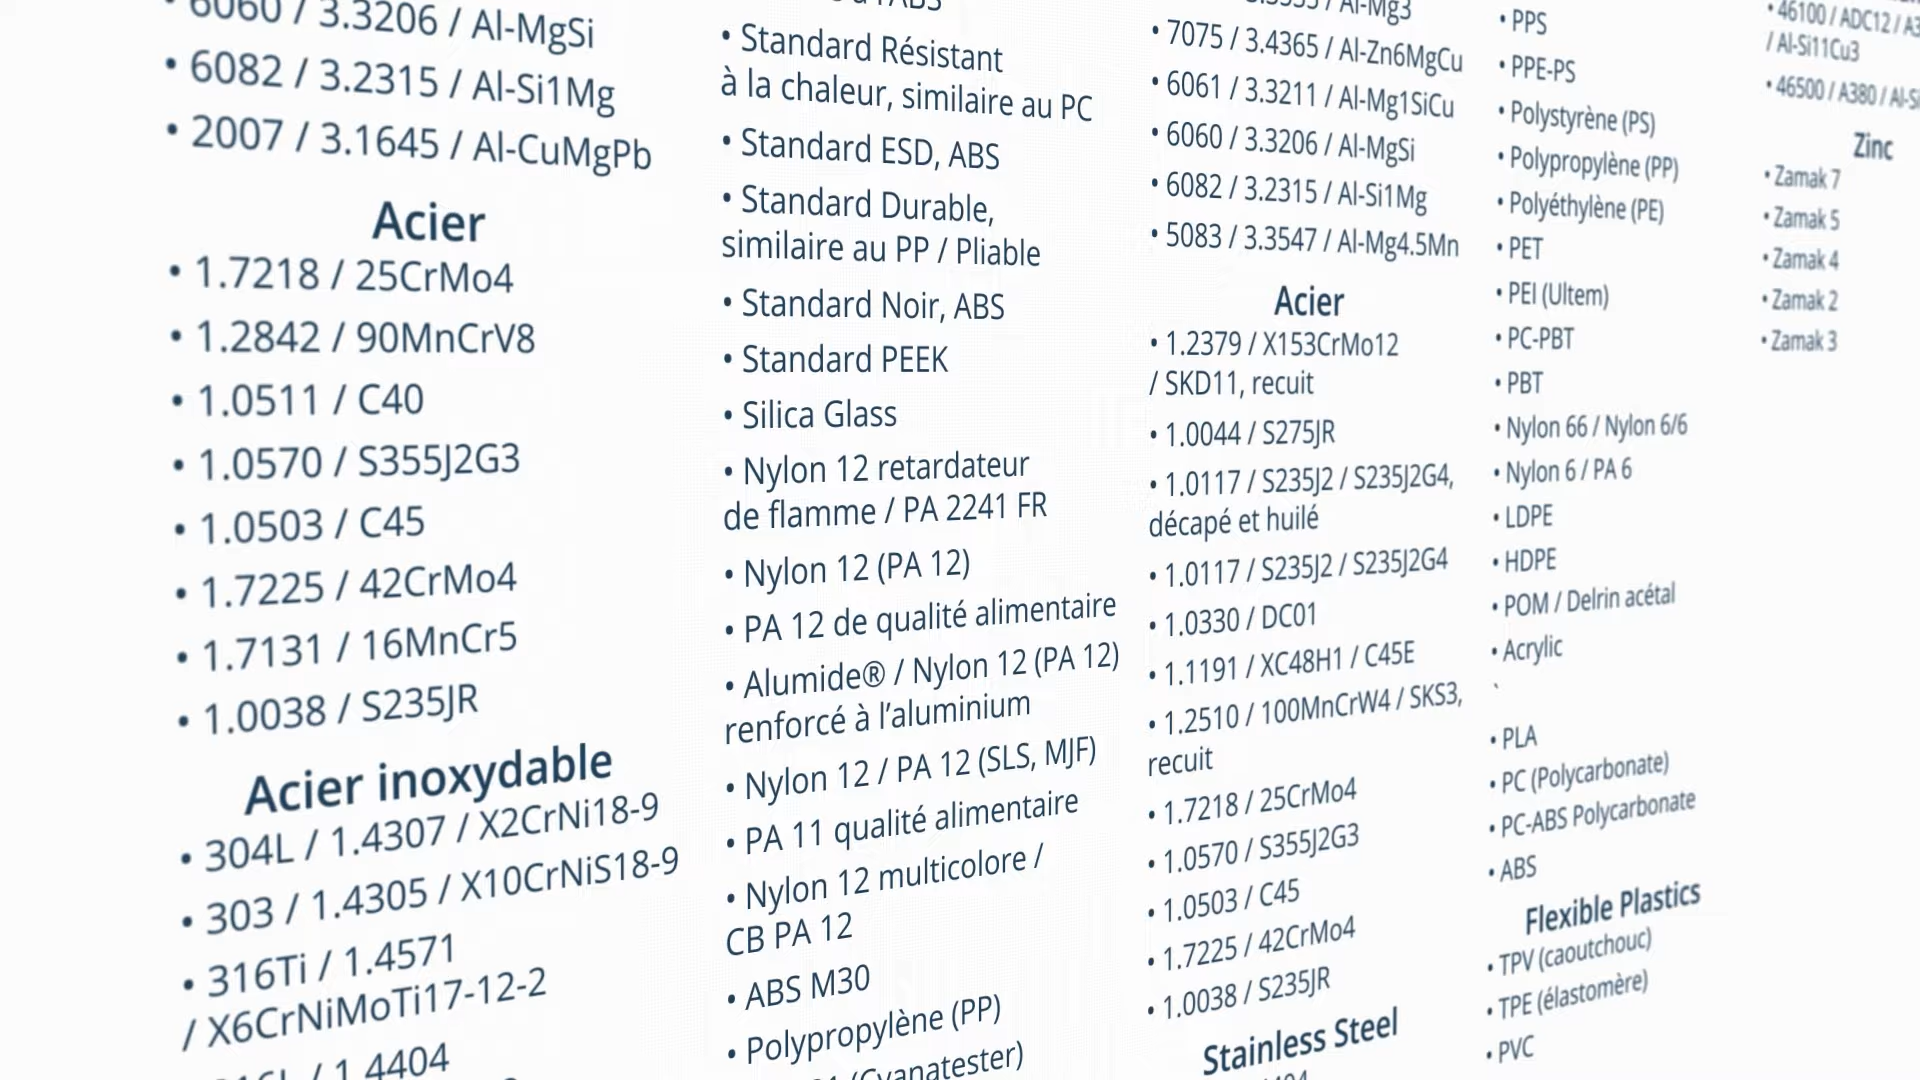 6060 / 3.3206 / Al-MgSi
• 6082 / 3.2315 / Al-Si1Mg
• 2007 / 3.1645 / Al-CuMgPb
Acier
• 1.7218 / 25CrMo4
• 1.2842 / 90MnCrV8
• 1.0511 / C40
• 1.0570 / S355J2G3
• 1.0503 / C45
• 1.7225 / 42CrMo4
• 1.7131 / 16MnCr5
• 1.0038 / S235JR
Acier inoxydable
• 304L / 1.4307 / X2CrNi18-9
• 303 / 1.4305 / X10CrNiS18-9
• 316Ti / 1.4571
/ X6CrNiMoTi17-12-2
/ 1.4404
• Standard Résistant
à la chaleur, similaire au PC
• Standard ESD, ABS
• Standard Durable,
similaire au PP / Pliable
• Standard Noir, ABS
• Standard PEEK
• Silica Glass
• Nylon 12 retardateur
de flamme / PA 2241 FR
• Nylon 12 (PA 12)
• PA 12 de qualité alimentaire
• Alumide® / Nylon 12 (PA 12)
renforcé à l’aluminium
• Nylon 12 / PA 12 (SLS, MJF)
• PA 11 qualité alimentaire
• Nylon 12 multicolore /
CB PA 12
• ABS M30
• Polypropylène (PP)
(Cyanatester)
/ Al-Mg3
• 7075 / 3.4365 / Al-Zn6MgCu
• 6061 / 3.3211 / Al-Mg1SiCu
• 6060 / 3.3206 / Al-MgSi
• 6082 / 3.2315 / Al-Si1Mg
• 5083 / 3.3547 / Al-Mg4.5Mn
Acier
• 1.2379 / X153CrMo12
/ SKD11, recuit
• 1.0044 / S275JR
• 1.0117 / S235J2 / S235J2G4,
décapé et huilé
• 1.0117 / S235J2 / S235J2G4
• 1.0330 / DC01
• 1.1191 / XC48H1 / C45E
• 1.2510 / 100MnCrW4 / SKS3,
recuit
• 1.7218 / 25CrMo4
• 1.0570 / S355J2G3
• 1.0503 / C45
• 1.7225 / 42CrMo4
• 1.0038 / S235JR
Stainless Steel
• PPS
• PPE-PS
• Polystyrène (PS)
• Polypropylène (PP)
• Polyéthylène (PE)
• PET
• PEI (Ultem)
• PC-PBT
• PBT
• Nylon 66 / Nylon 6/6
• Nylon 6 / PA 6
• LDPE
• HDPE
• POM / Delrin acétal
• Acrylic
`
• PLA
• PC (Polycarbonate)
• PC-ABS Polycarbonate
• ABS
Flexible Plastics
• TPV (caoutchouc)
• TPE (élastomère)
• PVC
• 46100 / ADC12 /
/ Al-Si11Cu3
• 46500 / A380 /
Zinc
• Zamak 7
• Zamak 5
• Zamak 4
• Zamak 2
• Zamak 3